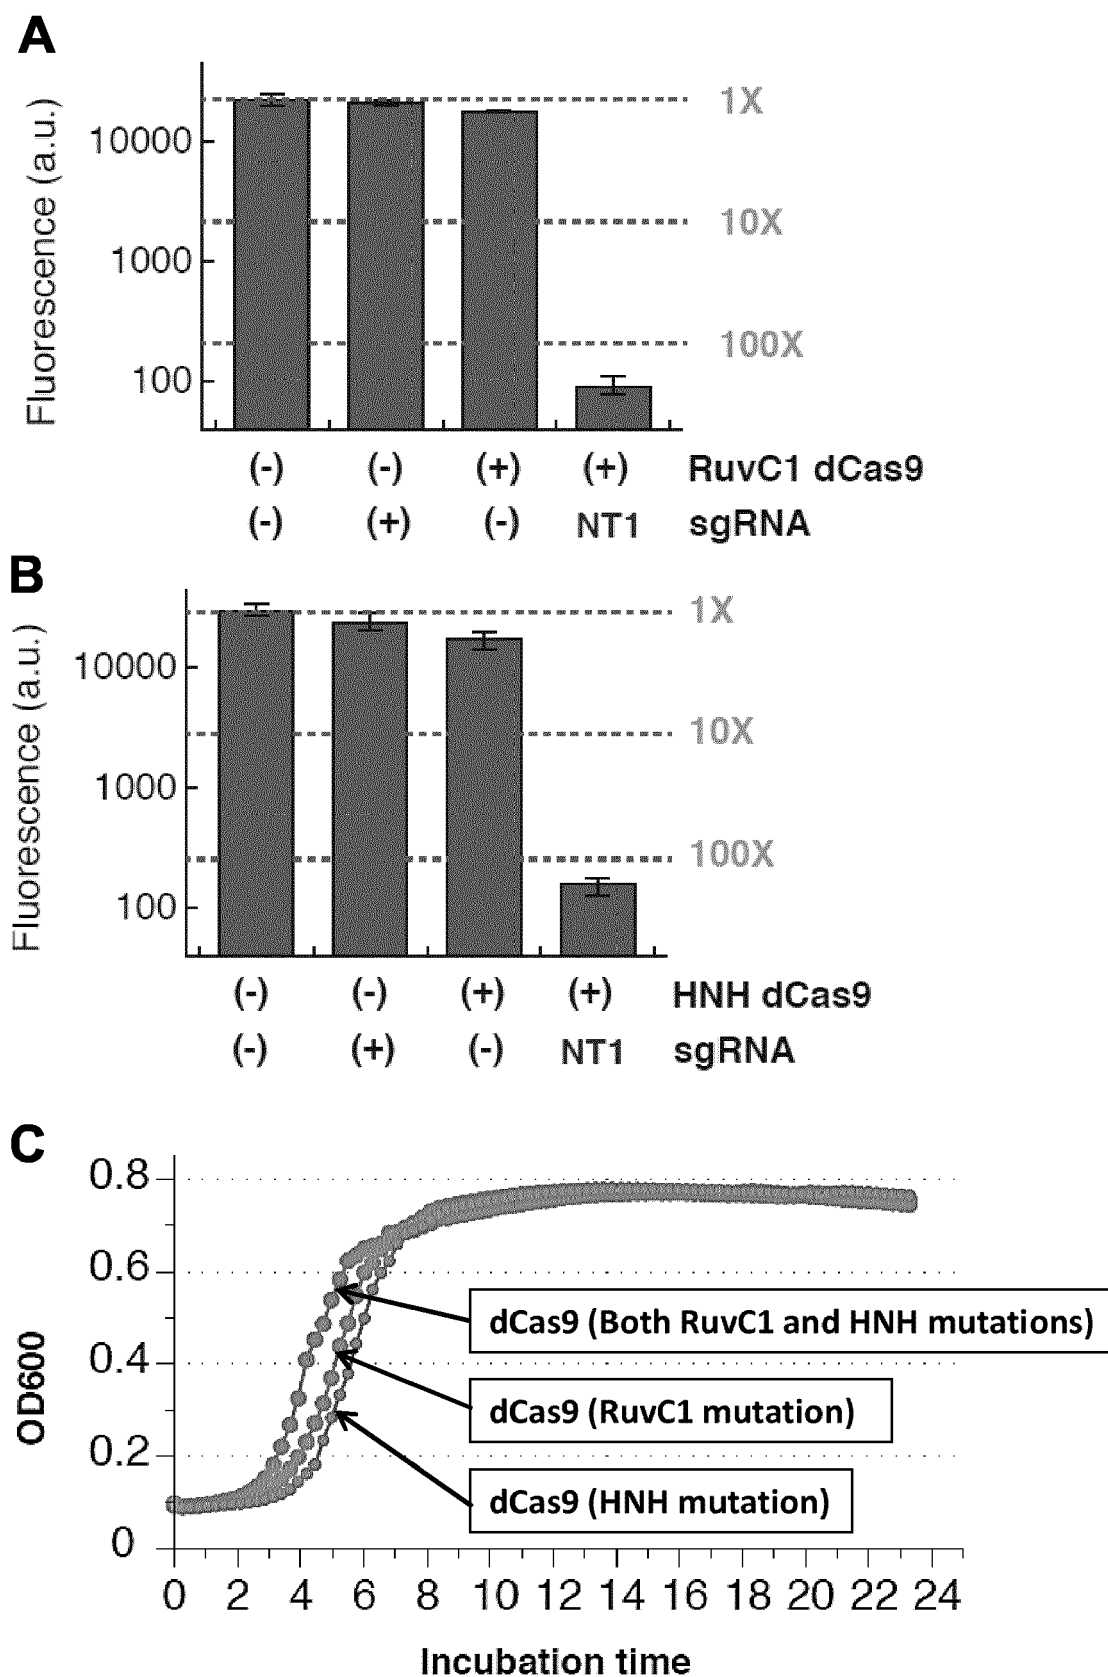 A
Fluorescence (a.u.)
10000
1000
100
1X
10X
100X
(-) (-) (+) (+) RuvC1 dCas9
(-) (+) (-) NT1 sgRNA
B
Fluorescence (a.u.)
10000
1000
100
1X
10X
100X
(-) (-) (+) (+) HNH dCas9
(-) (+) (-) NT1 sgRNA
C
OD600
0.8
0.6
0.4
0.2
0
dCas9 (Both RuvC1 and HNH mutations)
dCas9 (RuvC1 mutation)
dCas9 (HNH mutation)
0 2 4 6 8 10 12 14 16 18 20 22 24
Incubation time